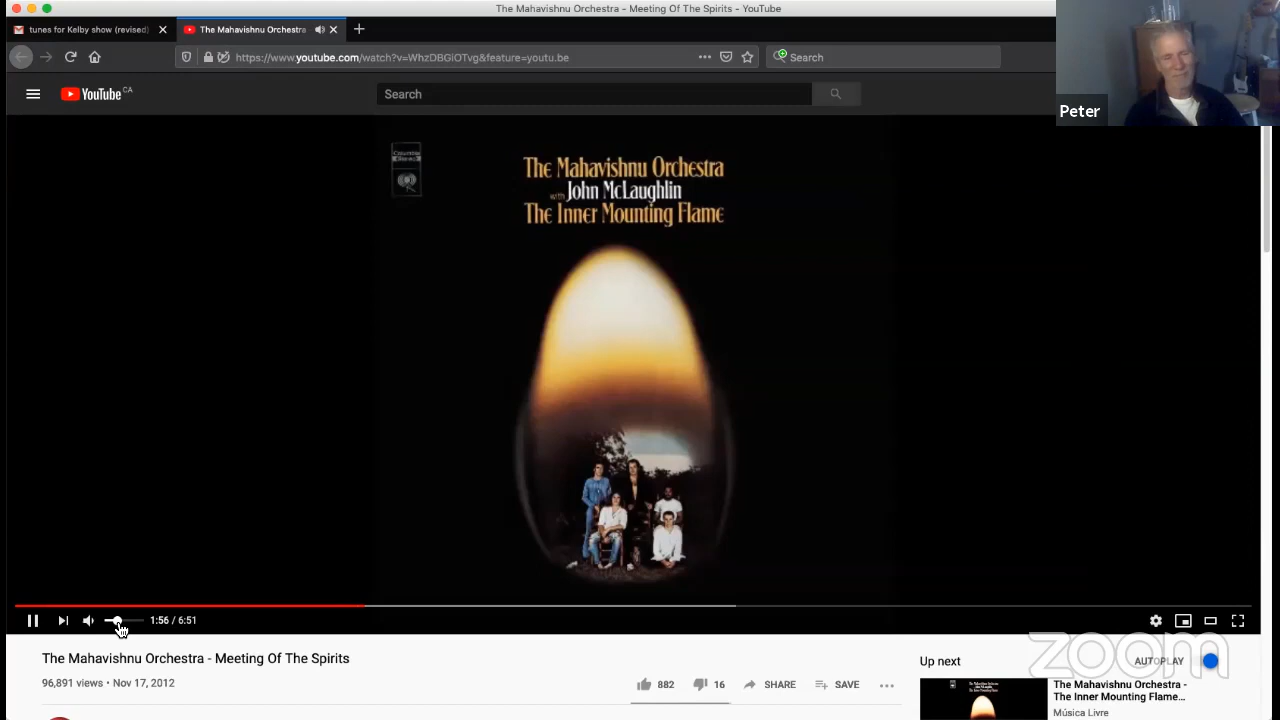 The Mahavishnu Orchestra - Meeting Of The Spirits - YouTube
tunes for Kelby show (revised)
The Mahavishnu Orchestra
https://www.youtube.com/watch?v=WhzDBGiOTvg&feature=youtu.be
Search
Peter
YouTube CA
Search
The Mahavishnu Orchestra
with John McLaughlin
The Inner Mounting Flame
1:56 / 6:51
The Mahavishnu Orchestra - Meeting Of The Spirits
96,891 views • Nov 17, 2012
882
16
SHARE
SAVE
Up next
AUTOPLAY
zoom
The Mahavishnu Orchestra -
The Inner Mounting Flame...
Música Livre